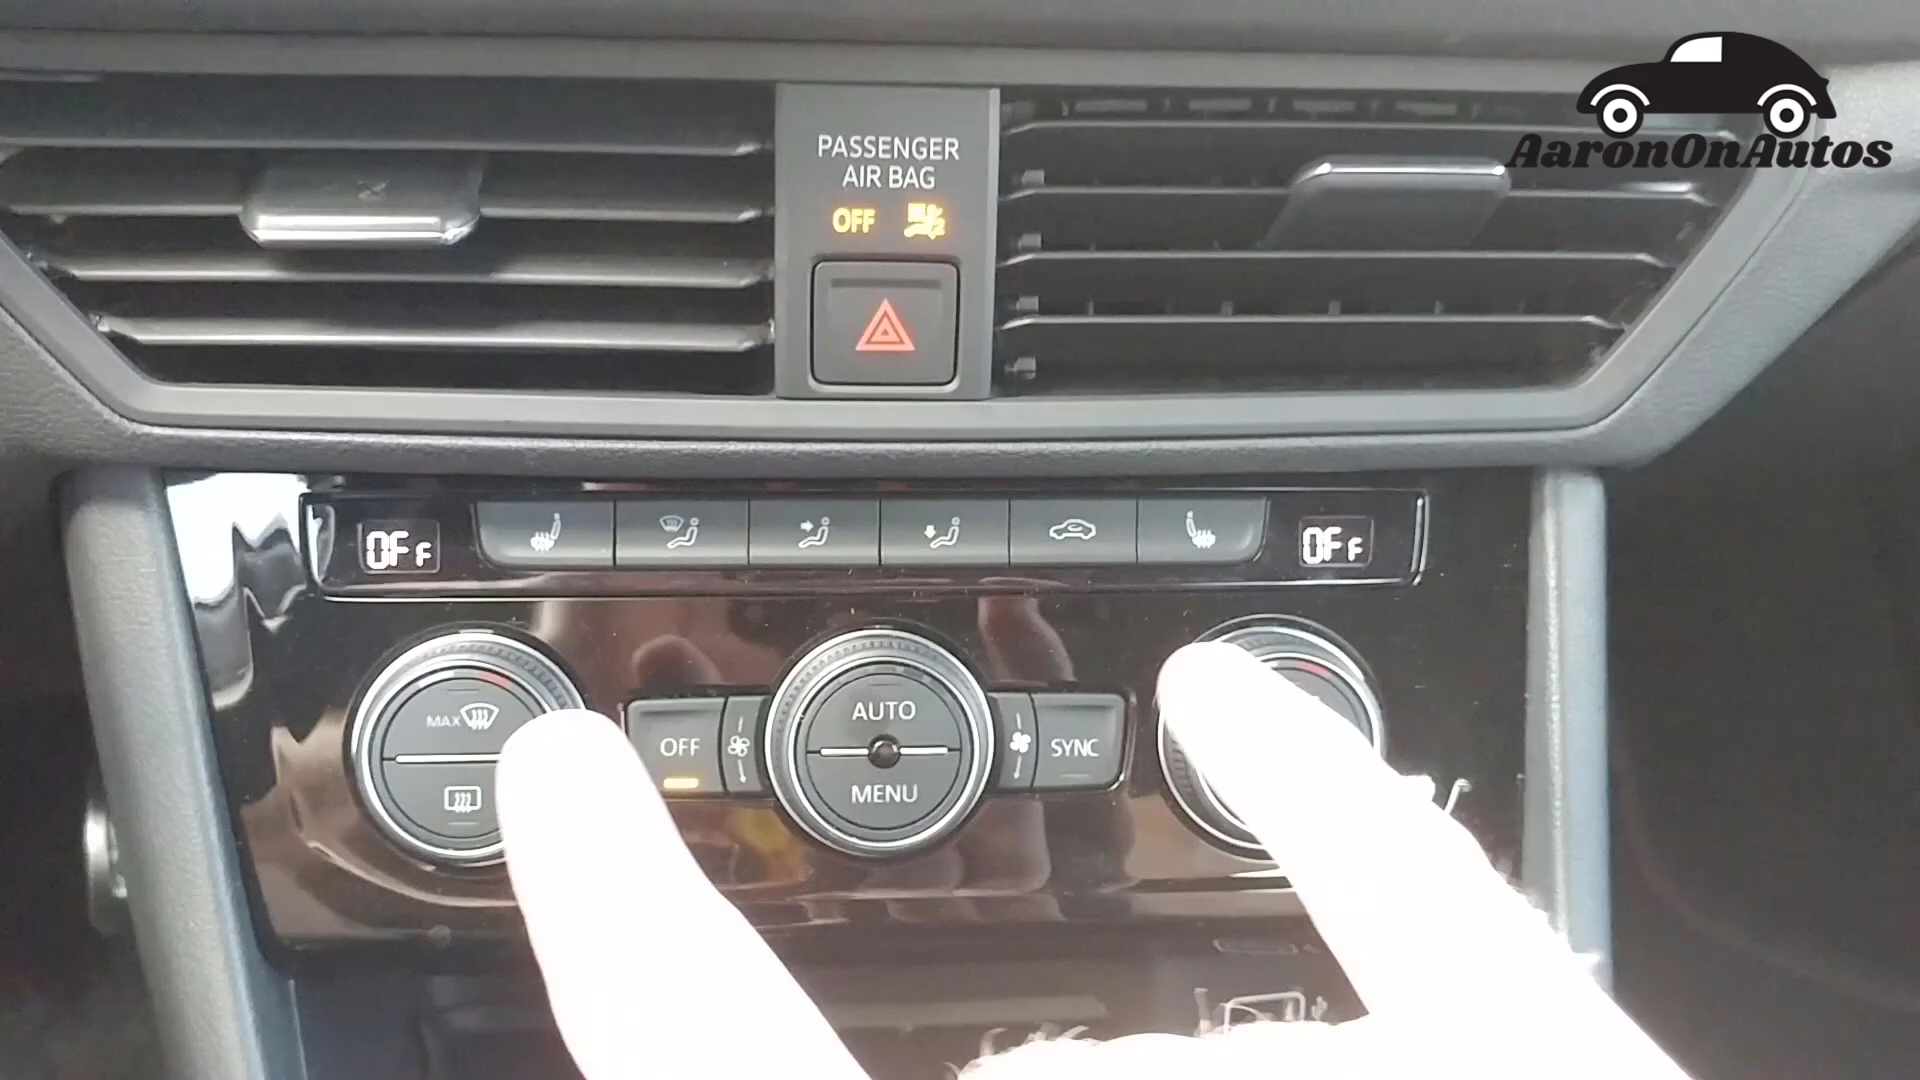 AaronOnAutos
PASSENGER
AIR BAG
OFF
OFF
OFF
MAX
OFF
AUTO
MENU
SYNC